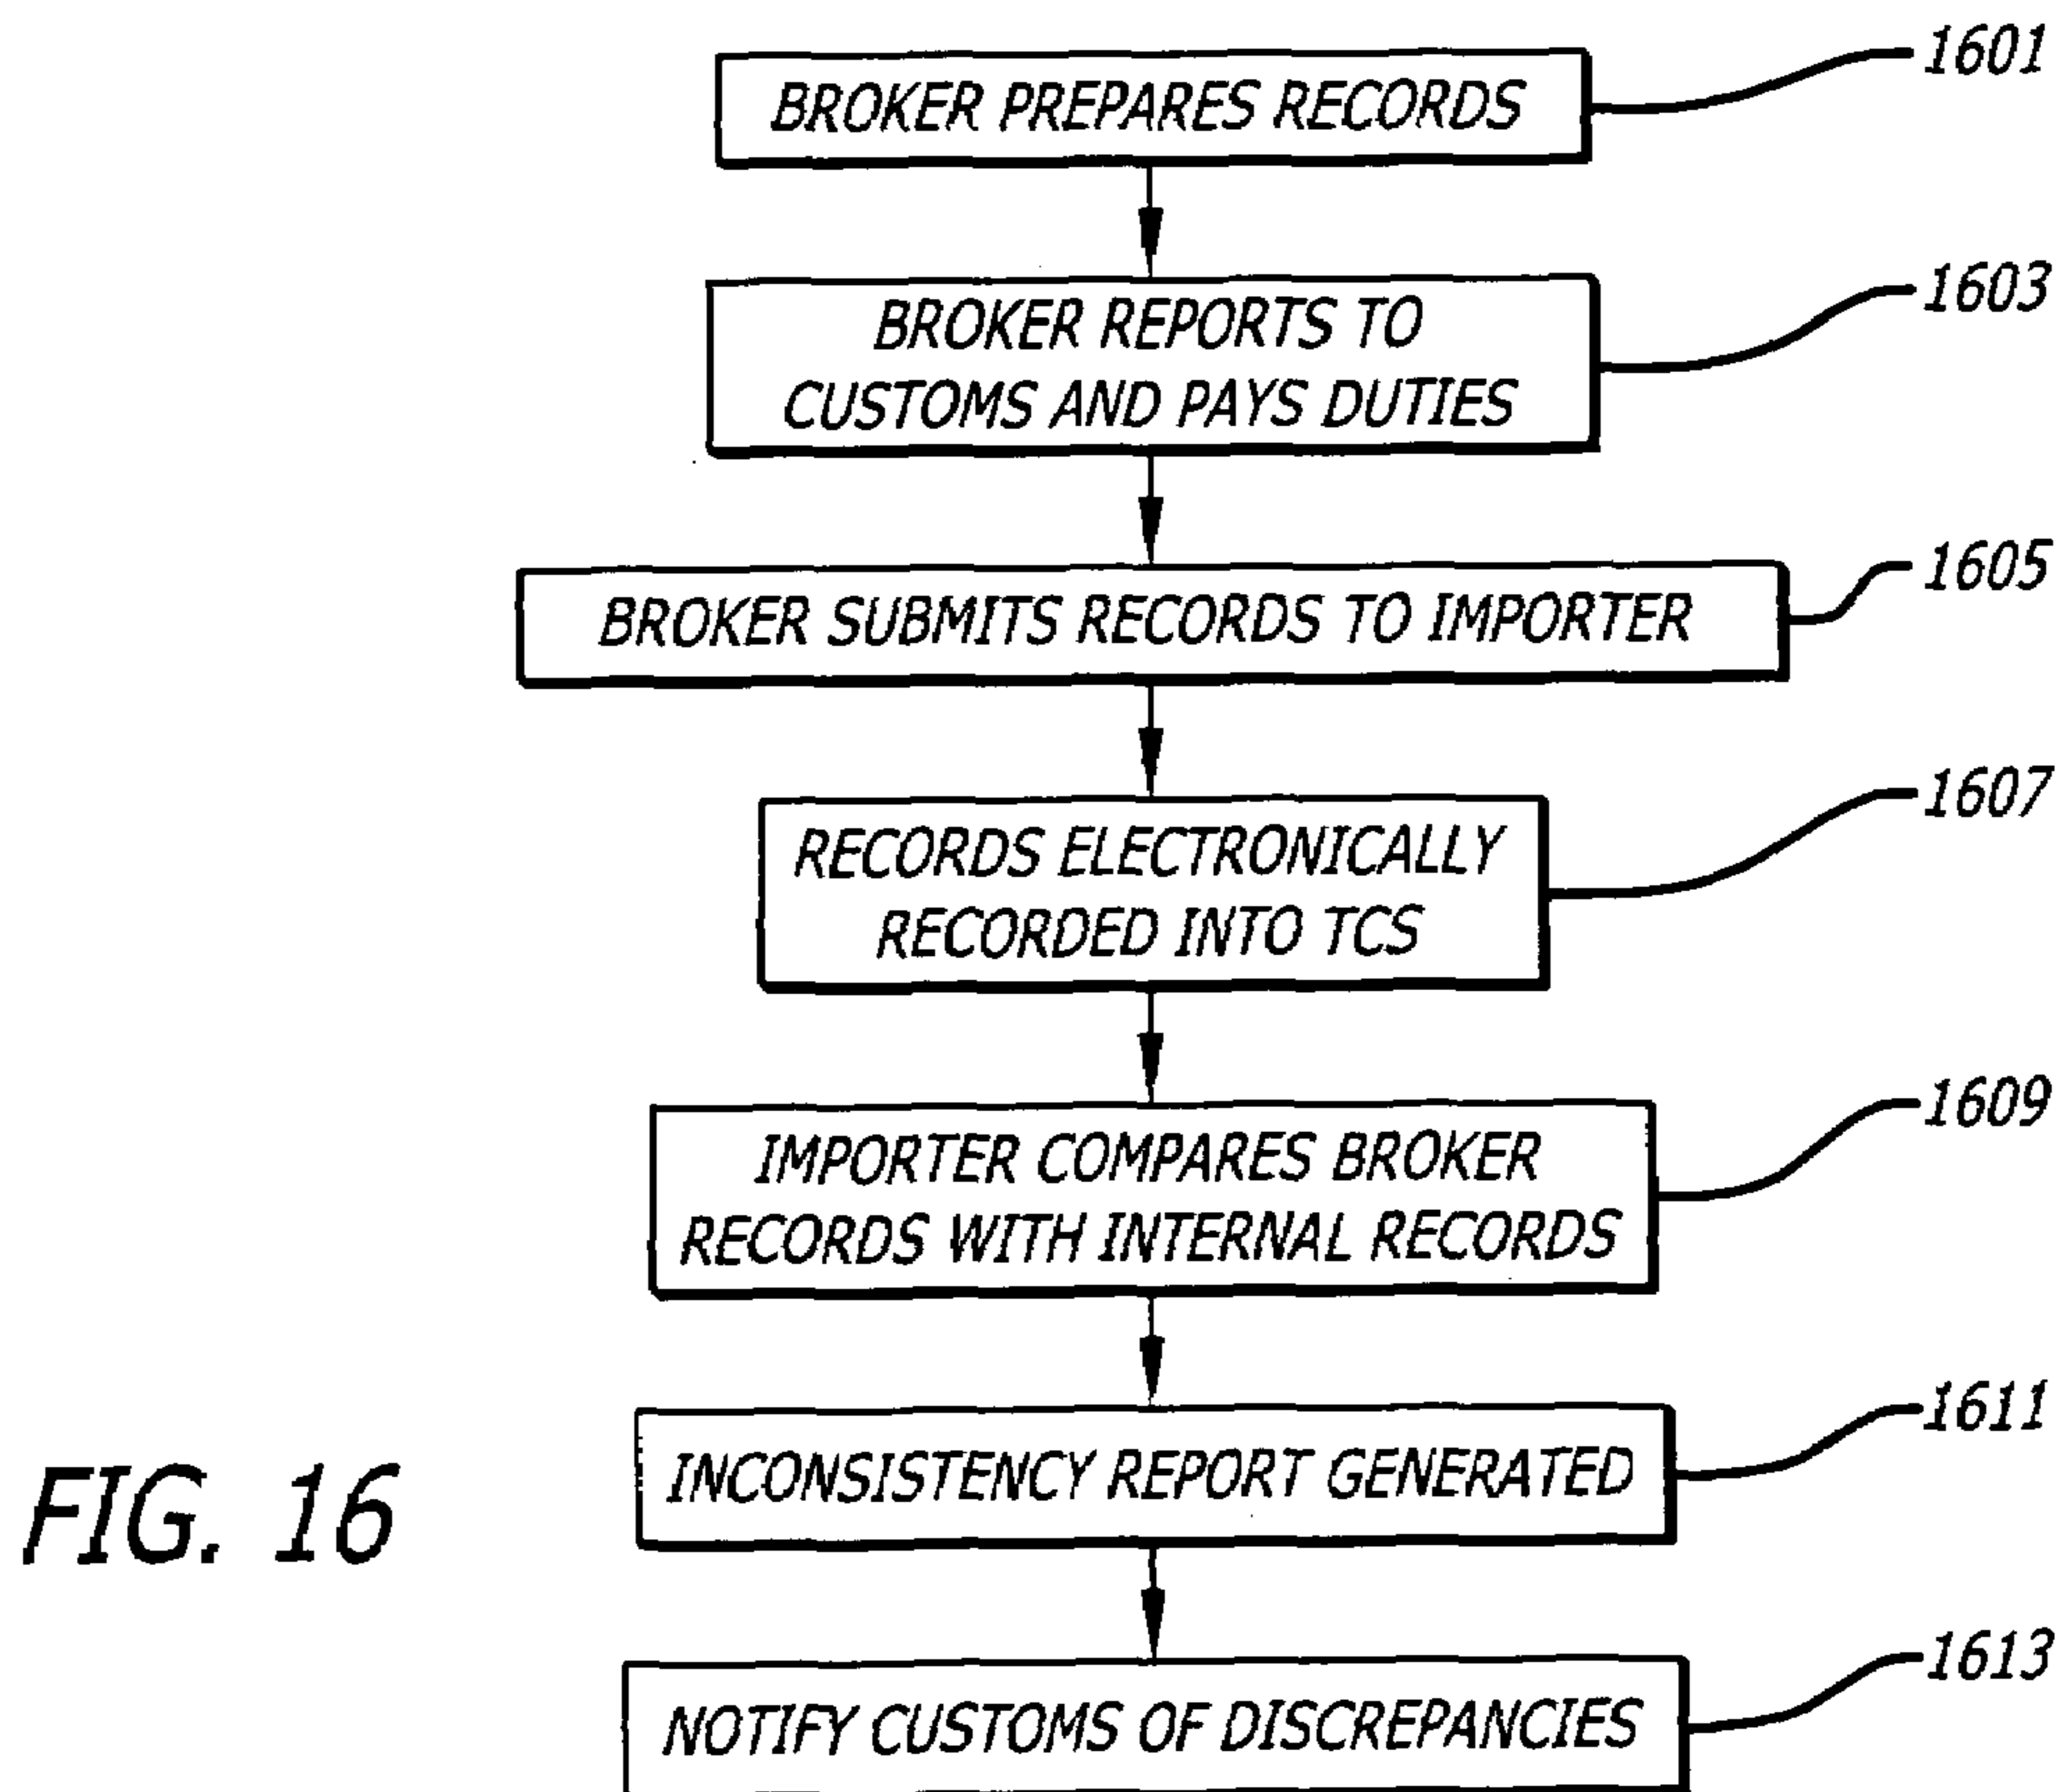 1601
BROKER PREPARES RECORDS
1603
BROKER REPORTS TO
CUSTOMS AND PAYS DUTIES
1605
BROKER SUBMITS RECORDS TO IMPORTER
1607
RECORDS ELECTRONICALLY
RECORDED INTO TCS
1609
IMPORTER COMPARES BROKER
RECORDS WITH INTERNAL RECORDS
1611
INCONSISTENCY REPORT GENERATED
FIG. 16
1613
NOTIFY CUSTOMS OF DISCREPANCIES